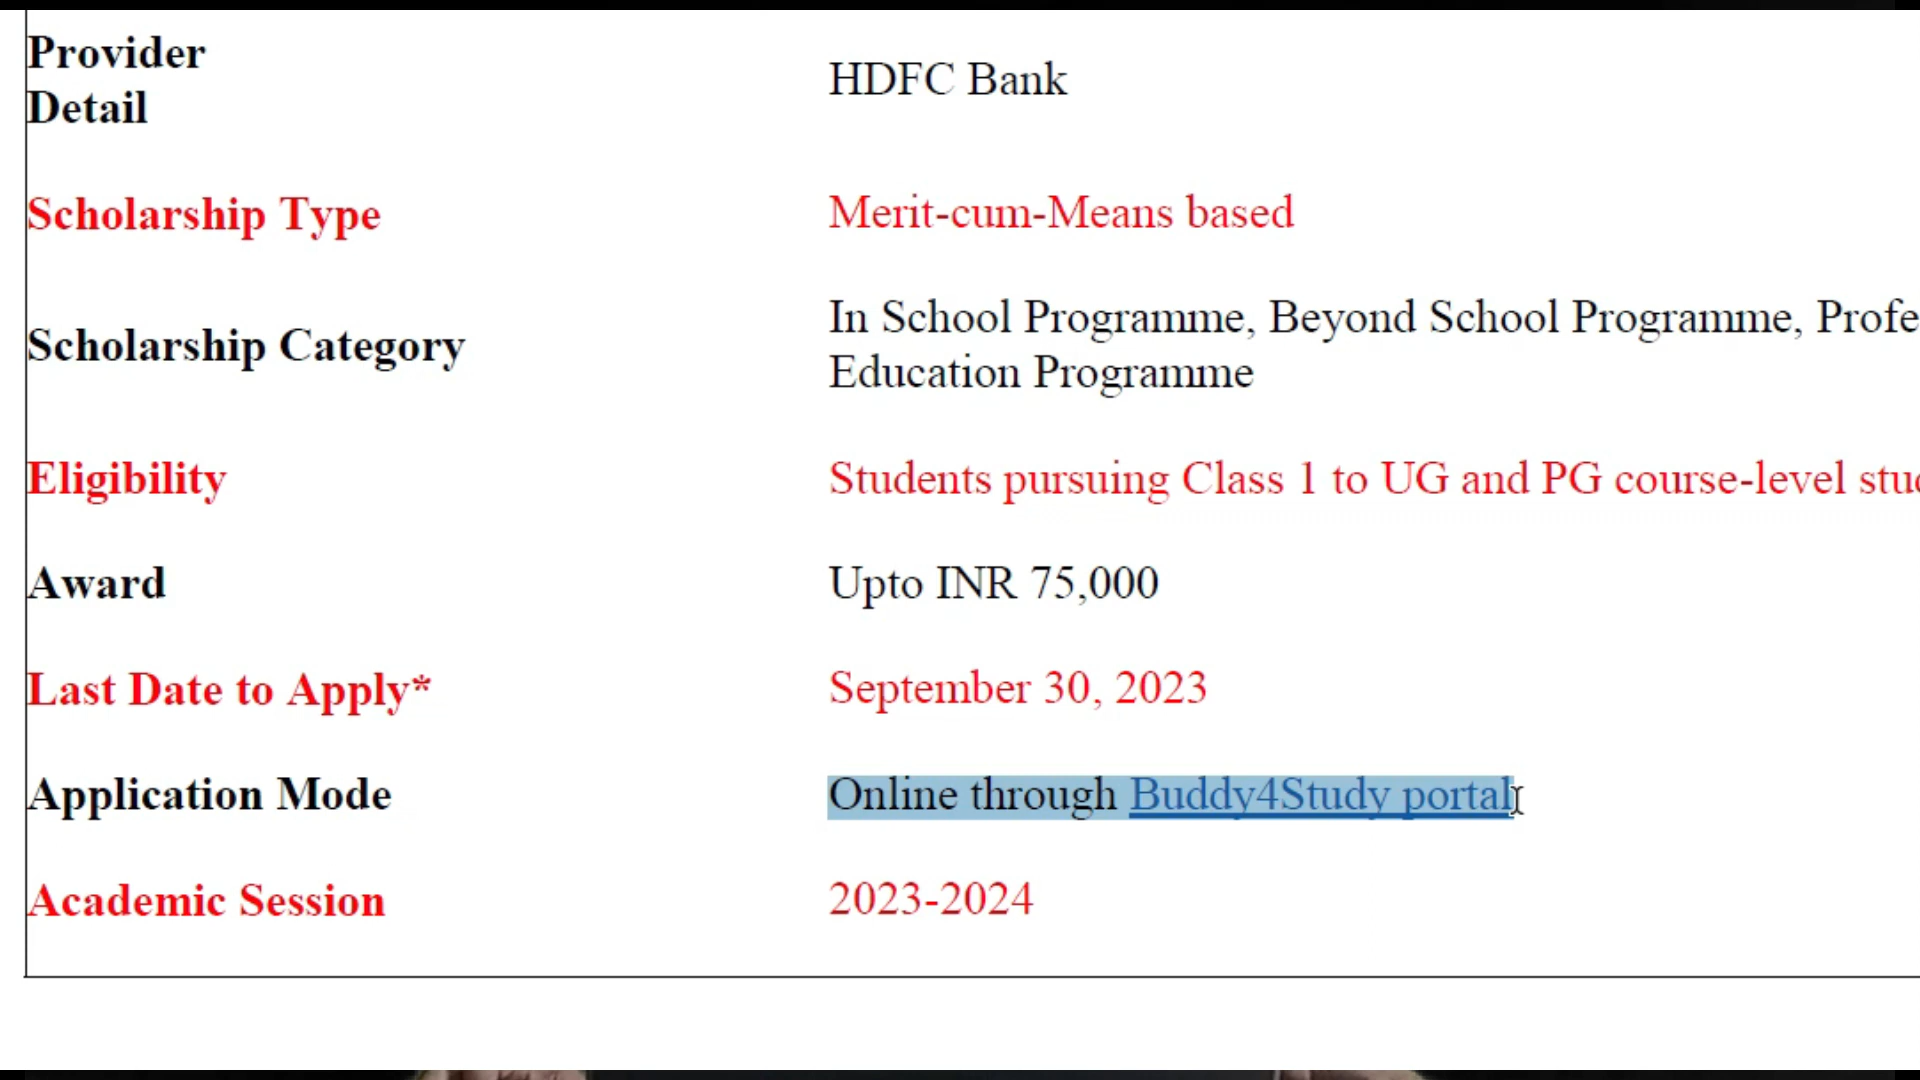 Provider
Detail
HDFC Bank
Scholarship Type
Merit-cum-Means based
Scholarship Category
In School Programme, Beyond School Programme, Profe
Education Programme
Eligibility
Students pursuing Class 1 to UG and PG course-level stu
Award
Upto INR 75,000
Last Date to Apply*
September 30, 2023
Application Mode
Online through Buddy4Study portal
Academic Session
2023-2024